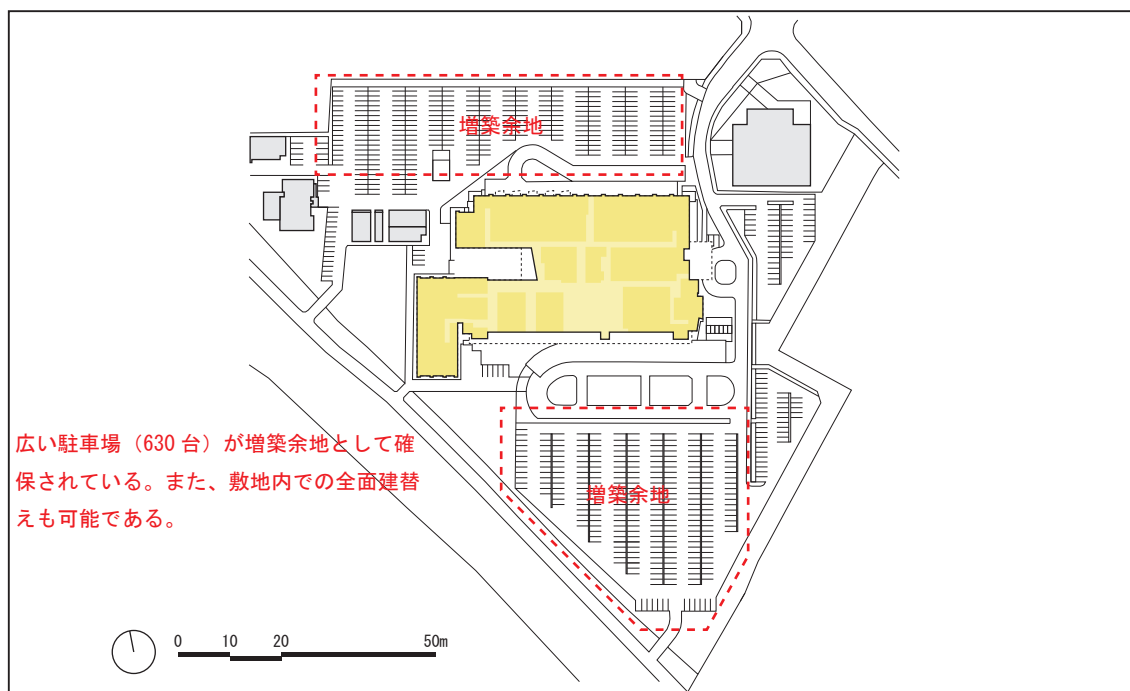 増築余地
広い駐車場（630 台）が増築余地として確
保されている。また、敷地内での全面建替
えも可能である。
増築余地
0 10 20 50m